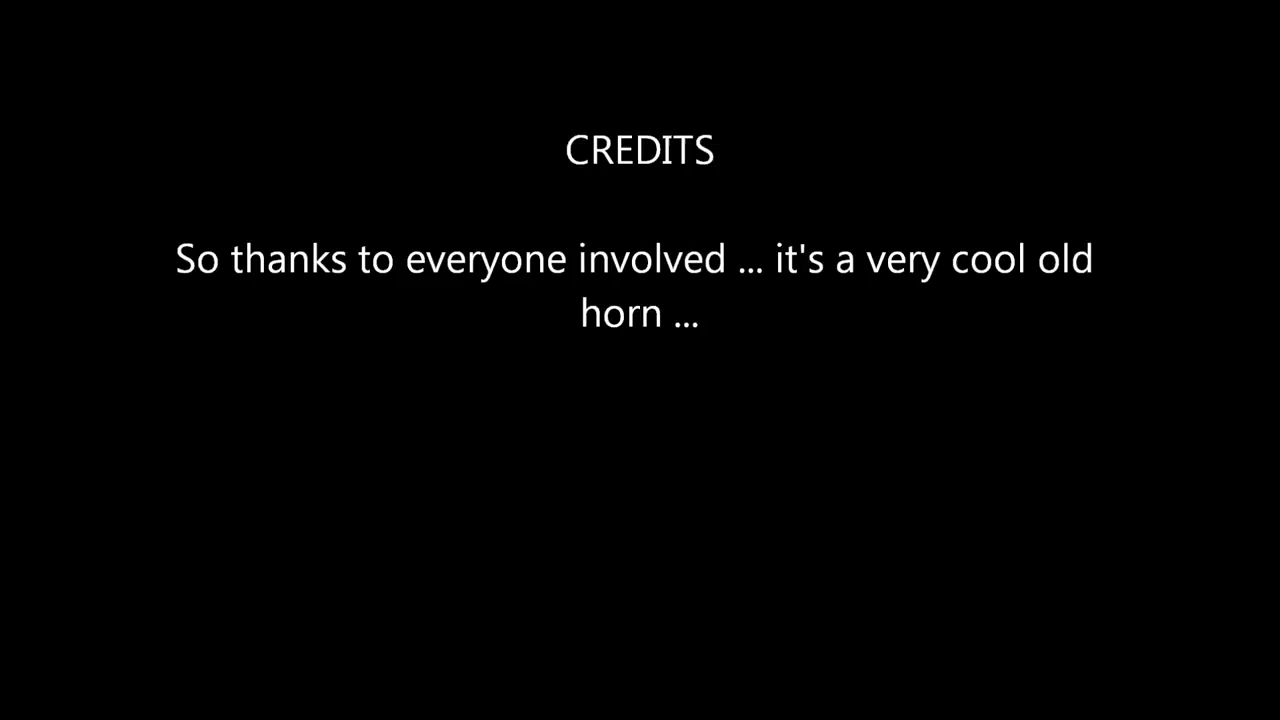 CREDITS
So thanks to everyone involved ... it's a very cool old
horn ...